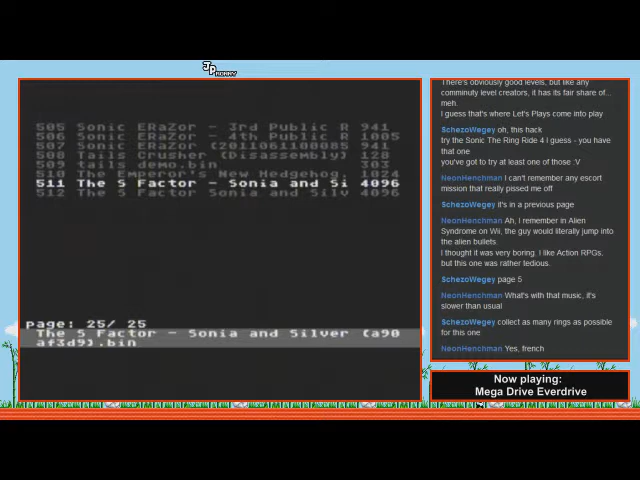 JP
RONNY
505 Sonic ERaZor - 3rd Public R 941
506 Sonic ERaZor - 4th Public R 1005
507 Sonic ERaZor (2011061100085 941
508 Tails Crusher (Disassembly) 128
509 tails demo.bin 303
510 The Emperor's New Hedgehog. 1024
511 The S Factor - Sonia and Si 4096
512 The S Factor - Sonia and Silv 4096
page: 25/ 25
The S Factor - Sonia and Silver (a90
af3d9).bin
There's obviously good levels, but like any
comminuty level creators, it has its fair share of...
meh.
I guess that's where Let's Plays come into play
SchezoWegey oh, this hack
try the Sonic The Ring Ride 4 I guess - you have
that one
you've got to try at least one of those :V
NeonHenchman I can't remember any escort
mission that really pissed me off
SchezoWegey it's in a previous page
NeonHenchman Ah, I remember in Alien
Syndrome on Wii, the guy would literally jump into
the alien bullets.
I thought it was very boring. I like Action RPGs,
but this one was rather tedious.
SchezoWegey page 5
NeonHenchman What's with that music, it's
slower than usual
SchezoWegey collect as many rings as possible
for this one
NeonHenchman Yes, french
Now playing:
Mega Drive Everdrive